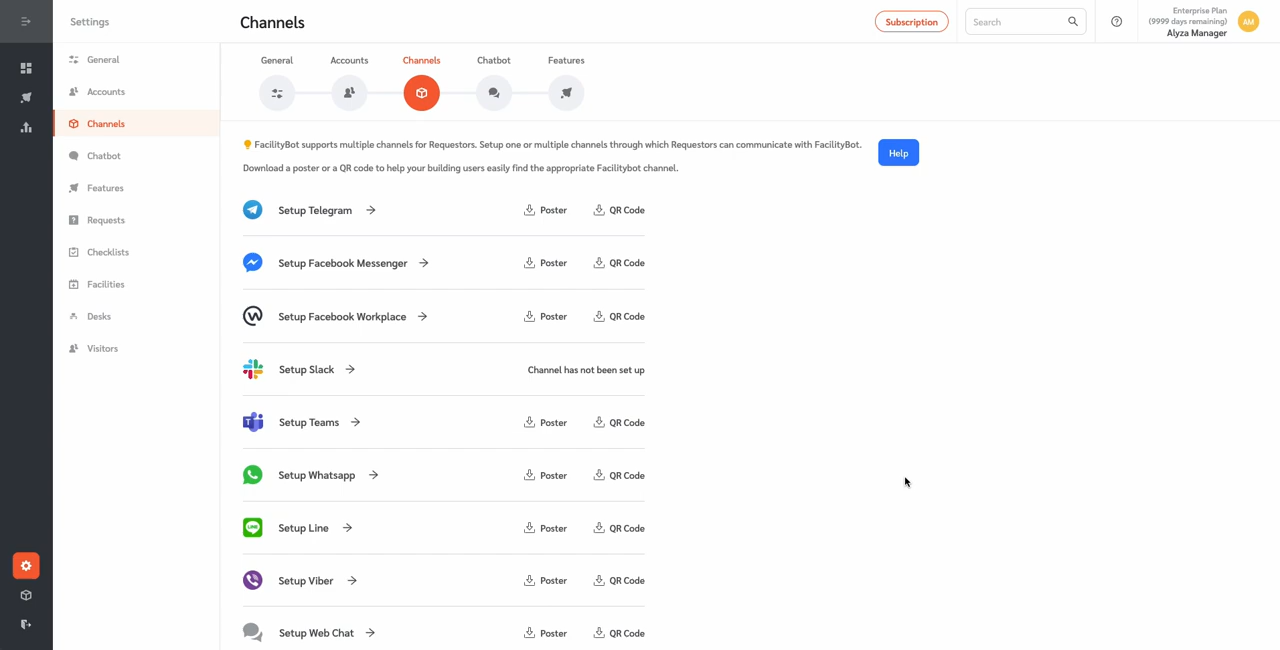 Settings
Channels
Subscription
Search
Enterprise Plan
(9999 days remaining)
Alyza Manager
AM
General
Accounts
Channels
Chatbot
Features
Requests
Checklists
Facilities
Desks
Visitors
General
Accounts
Channels
Chatbot
Features
FacilityBot supports multiple channels for Requestors. Setup one or multiple channels through which Requestors can communicate with FacilityBot.
Download a poster or a QR code to help your building users easily find the appropriate Facilitybot channel.
Help
Setup Telegram Poster QR Code
Setup Facebook Messenger Poster QR Code
Setup Facebook Workplace Poster QR Code
Setup Slack Channel has not been set up
Setup Teams Poster QR Code
Setup Whatsapp Poster QR Code
LINE
Setup Line Poster QR Code
Setup Viber Poster QR Code
Setup Web Chat Poster QR Code